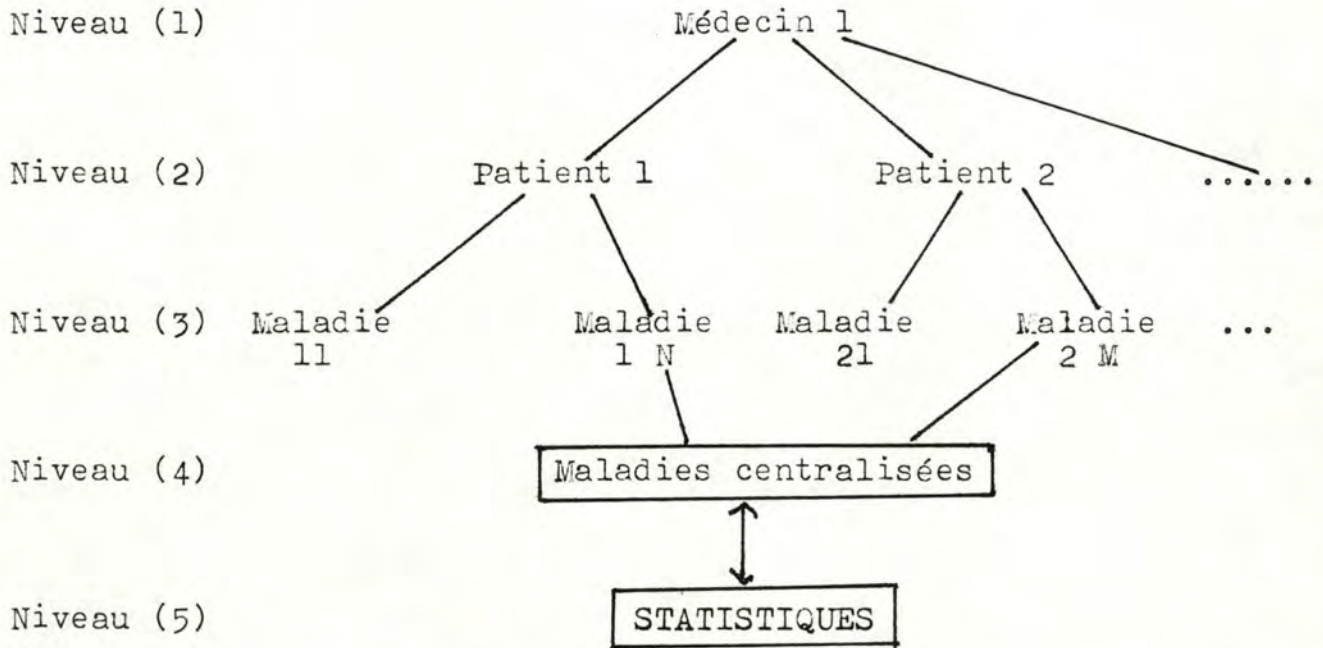 Niveau (1) Médecin 1
Niveau (2) Patient 1 Patient 2 ......
Niveau (3) Maladie Maladie Maladie Maladie ...
11 1 N 21 2 M
Niveau (4) Maladies centralisées
Niveau (5) STATISTIQUES